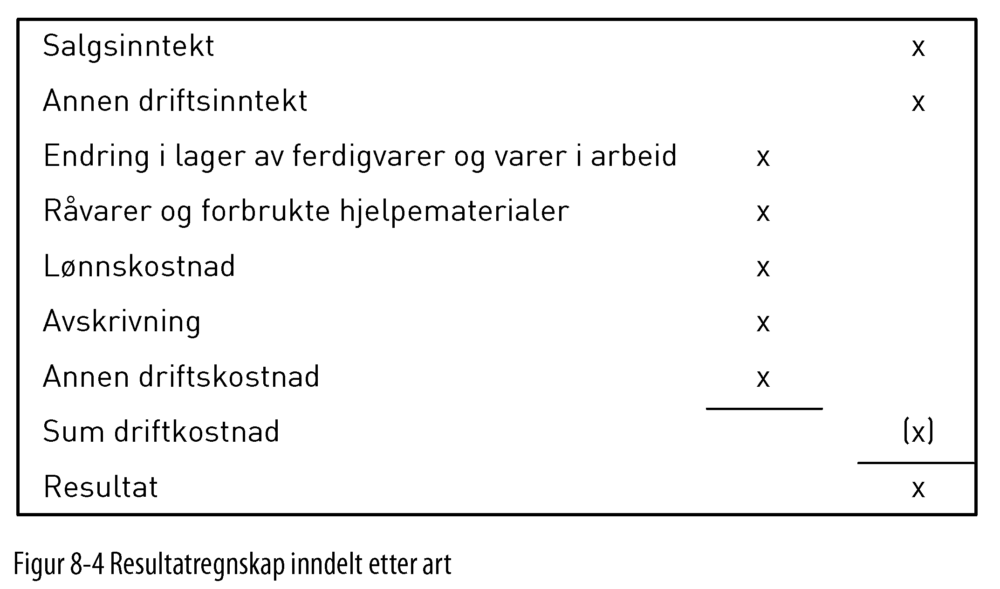 Salgsinntekt x
Annen driftsinntekt x
Endring i lager av ferdigvarer og varer i arbeid x
Råvarer og forbrukte hjelpematerialer x
Lønnskostnad x
Avskrivning x
Annen driftskostnad x
Sum driftkostnad (x)
Resultat x
Figur 8-4 Resultatregnskap inndelt etter art